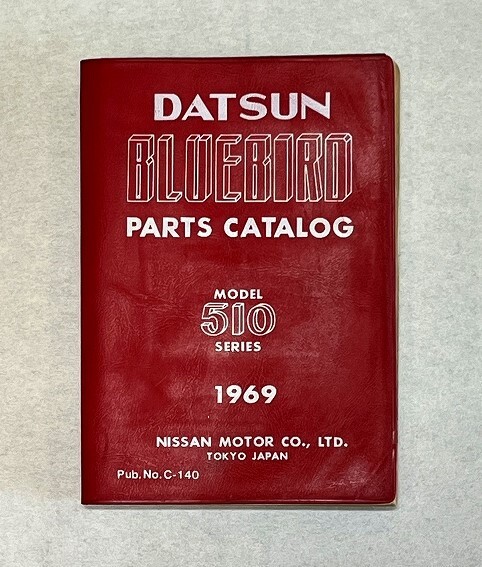 DATSUN
BLUEBIRD
PARTS CATALOG
MODEL
510
SERIES
1969
NISSAN MOTOR CO., LTD.
TOKYO JAPAN
Pub. No. C-140